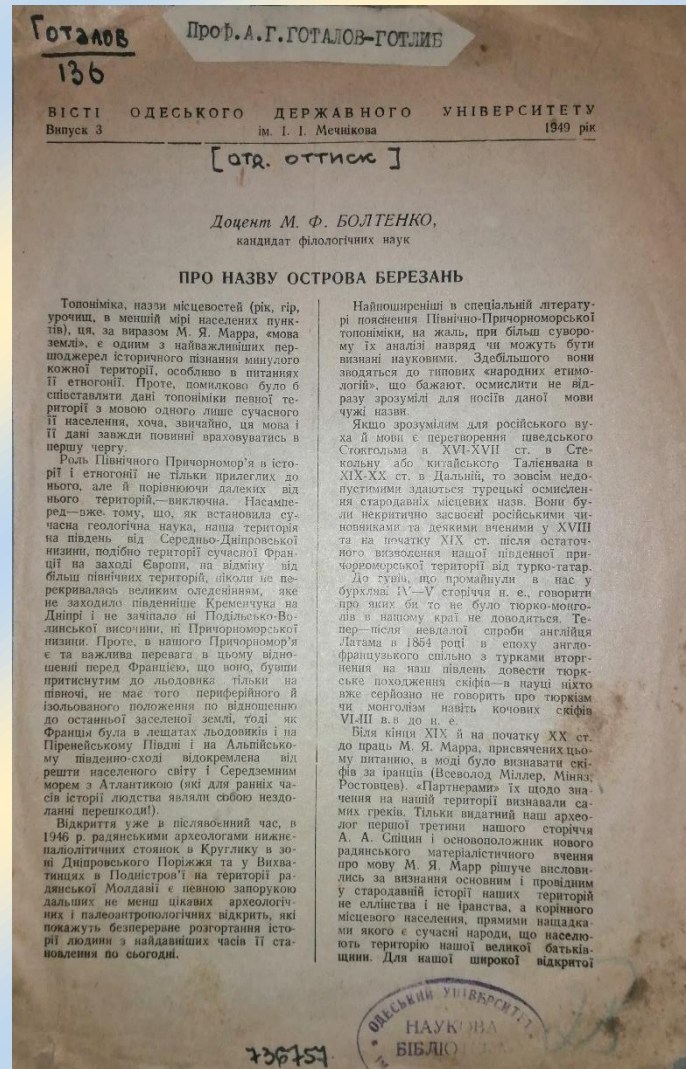 Готалов
136
Проф.А.Г.ГОТАЛОВ-ГОТЛИБ
ВІСТІ ОДЕСЬКОГО ДЕРЖАВНОГО УНІВЕРСИТЕТУ
Випуск 3 ім. І. І. Мечнікова 1949 рік
[отд. оттиск]
Доцент М. Ф. БОЛТЕНКО,
кандидат філологічних наук
ПРО НАЗВУ ОСТРОВА БЕРЕЗАНЬ
Топоніміка, назви місцевостей (рік, гір,
урочищ, в меншій мірі населених пунк-
тів), ця, за виразом М. Я. Марра, «мова
землі», є одним з найважливіших пер-
шоджерел історичного пізнання минулого
кожної території, особливо в питаннях
її етногонії. Проте, помилково було б
співставляти дані топоніміки певної те-
риторії з мовою одного лише сучасного
її населення, хоча, звичайно, ця мова і
її дані завжди повинні враховуватись в
першу чергу.
Роль Північного Причорномор'я в істо-
рії і етногонії не тільки прилеглих до
нього, але й порівнюючи далеких від
нього територій,—виключна. Насампе-
ред—вже тому, що, як встановила су-
часна геологічна наука, наша територія
на південь від Середньо-Дніпровської
низини, подібно території сучасної Фран-
ції на заході Європи, на відміну від
більш північних територій, ніколи не пе-
рекривалась великим оледенінням, яке
не заходило південніше Кременчука на
Дніпрі і не зачіпало ні Подільсько-Во-
линської височини, ні Причорноморської
низини. Проте, в нашого Причорномор'я
є та важлива перевага в цьому відно-
шенні перед Францією, що воно, бувши
притиснутим до льодовика тільки на
півночі, не має того периферійного й
ізольованого положення по відношенню
до останньої заселеної землі, тоді як
Франція була в лещатах льодовиків і на
Піренейському Півдні і на Альпійсько-
му південно-сході відокремлена від
решти населеного світу і Середземним
морем з Атлантикою (які для ранніх ча-
сів історії людства являли собою нездо-
ланні перешкоди!).
Відкриття уже в післявоєнний час, в
1946 р. радянськими археологами нижнє-
палілітичних стоянок в Круглику в зо-
ні Дніпровського Поріжжя та у Вихва-
тинцях в Подністров'ї на території ра-
дянської Молдавії є певною запорукою
дальших не менш цікавих археологіч-
них і палеоантропологічних відкрить, які
покажуть безперервне розгортання істо-
рії людини з найдавніших часів її ста-
новлення по сьогодні.
Найпоширеніші в спеціальній літерату-
рі пояснення Північно-Причорноморської
топоніміки, на жаль, при більш суворо-
му їх аналізі навряд чи можуть бути
визнані науковими. Здебільшого вони
зводяться до типових «народних етимо-
логій», що бажают. осмислити не від-
разу зрозумілі для носіїв даної мови
чужі назви.
Якщо зрозумілим для російського ву-
ха й мови є перетворення шведського
Стокгольма в XVI-XVII ст. в Сте-
кольну або китайського Талієнвана в
XIX-XX ст. в Дальній, то зовсім недо-
пустимими здаються турецькі осмислен-
ня стародавніх місцевих назв. Вони бу-
ли некритично засвоєні російськими чи-
новниками та деякими вченими у XVIII
та на початку XIX ст. після остаточ-
ного визволення нашої південної при-
чорноморської території від турко-татар.
До гуннів, що промайнули в нас у
бурхливі IV—V сторіччя н. е., говорити
про яких би то не було тюрко-монго-
лів в нашому краї не доводиться. Те-
пер—після невдалої спроби англійця
Латама в 1854 році в епоху англо-
французького спільно з турками вторг-
нення на наш південь довести тюрк-
ське походження скіфів—в науці ніхто
вже серйозно не говорить про тюркізм
чи монголізм навіть кочових скіфів
VI-III в.в до н. е.
Біля кінця XIX й на початку XX ст.
до праць М. Я. Марра, присвячених цьо-
му питанню, в моді було визнавати скі-
фів за іранців (Всеволод Міллер, Мінз,
Ростовцев). «Партнерами» їх щодо зна-
чення на нашій території визнавали са-
мих греків. Тільки видатний наш архео-
лог першої третини нашого сторіччя
А. А. Спіцин і основоположник нового
радянського матеріалістичного вчення
про мову М. Я. Марр рішуче вислови-
лись за визнання основним і провідним
у стародавній історії наших територій
не еллінства і не іранства, а корінного
місцевого населення, прямими нащадка-
ми якого є сучасні народи, що населю-
ють територію нашої великої батьків-
щини. Для нашої широкої відкритої
ОДЕСЬКИЙ УНІВЕРСИТЕТ
НАУКОВА
736757